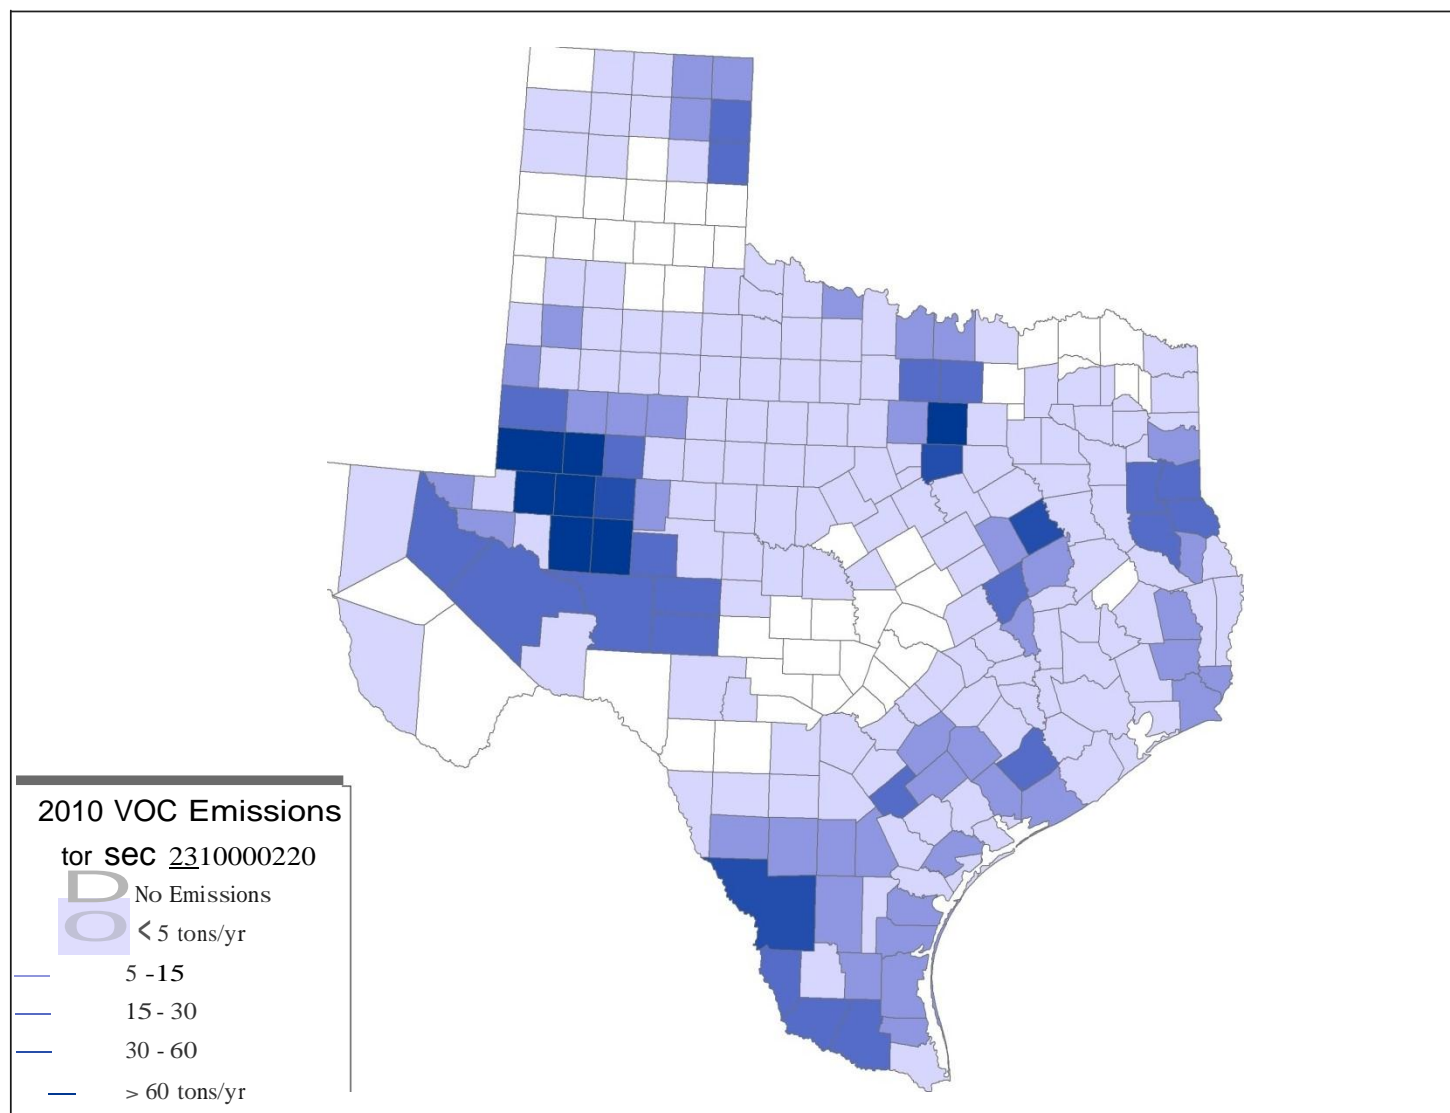 2010 VOC Emissions
tor sec 2310000220
D No Emissions
O < 5 tons/yr
5 -15
15 - 30
30 - 60
> 60 tons/yr